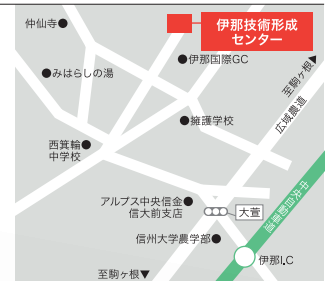 仲仙寺
伊那技術形成
センター
伊那国際GC
至駒ヶ根
みはらしの湯
広域農道
擁護学校
西箕輪
中学校
中央自動車道
アルプス中央信金
信大前支店
大萱
信州大学農学部
伊那I.C
至駒ヶ根